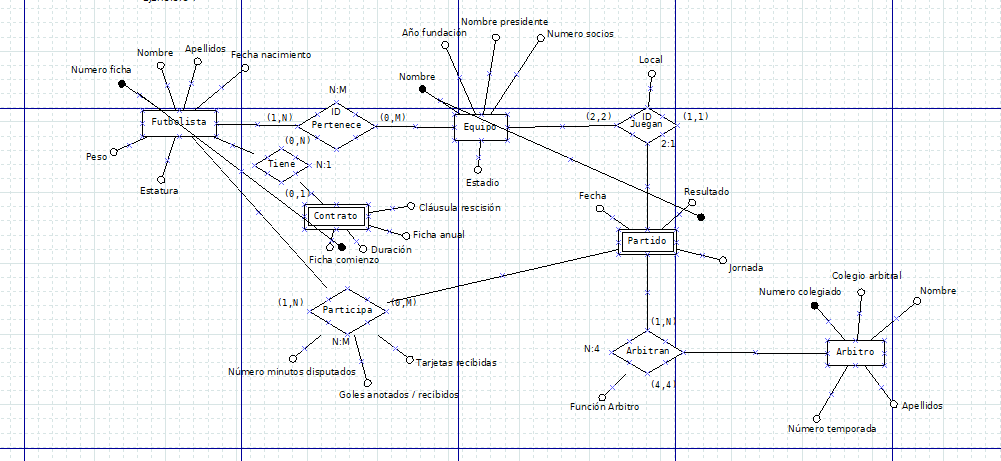 Nombre presidente
Año fundación
Numero socios
Nombre
Apellidos
Fecha nacimiento
Local
Numero ficha
Nombre
N:M
ID
Futbolista
(1,N)
Pertenece
(0,M)
Equipo
(2,2)
ID
Juegan
(1,1)
(0,N)
2:1
Peso
Tiene
N:1
Estadio
Estatura
(0,1)
Fecha
Resultado
Contrato
Cláusula rescisión
Ficha anual
Partido
Duración
Ficha comienzo
Jornada
Colegio arbitral
Numero colegiado
Nombre
(1,N)
(0,M)
Participa
(1,N)
N:M
N:4
Arbitran
Arbitro
Número minutos disputados
Tarjetas recibidas
(4,4)
Goles anotados / recibidos
Función Arbitro
Apellidos
Número temporada